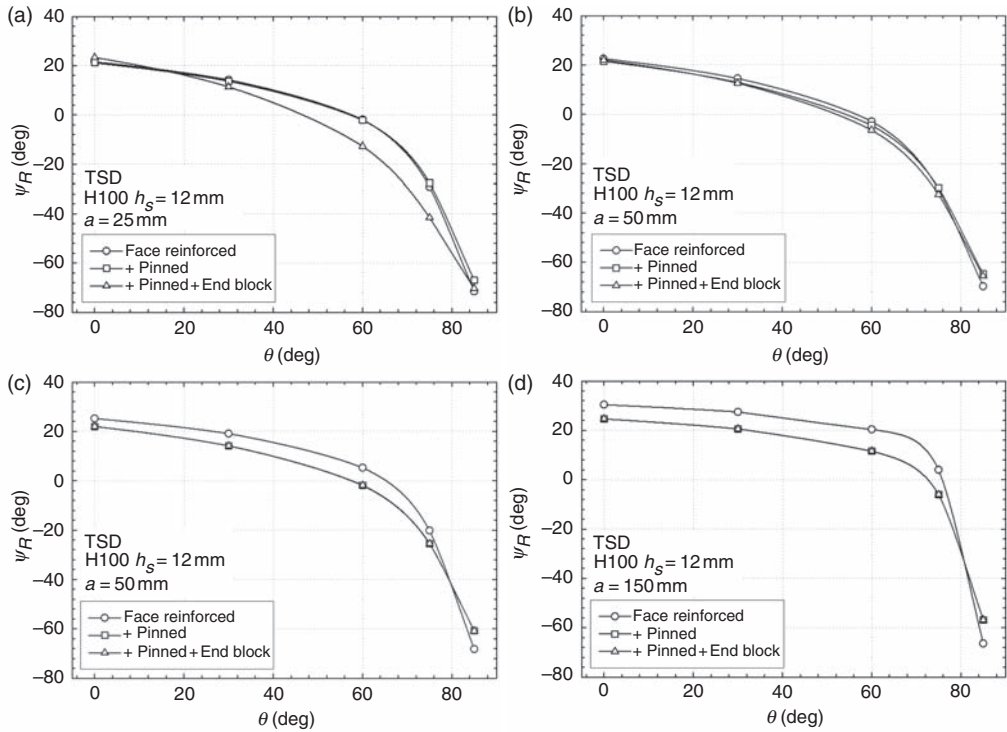 (a)
40
20
0
−20
−40
−60
−80
ψR (deg)
TSD
H100 hs = 12 mm
a = 25 mm
Face reinforced
+ Pinned
+ Pinned + End block
0 20 40 60 80
θ (deg)
(b)
40
20
0
−20
−40
−60
−80
ψR (deg)
TSD
H100 hs = 12 mm
a = 50 mm
Face reinforced
+ Pinned
+ Pinned + End block
0 20 40 60 80
θ (deg)
(c)
40
20
0
−20
−40
−60
−80
ψR (deg)
TSD
H100 hs = 12 mm
a = 50 mm
Face reinforced
+ Pinned
+ Pinned + End block
0 20 40 60 80
θ (deg)
(d)
40
20
0
−20
−40
−60
−80
ψR (deg)
TSD
H100 hs = 12 mm
a = 150 mm
Face reinforced
+ Pinned
+ Pinned + End block
0 20 40 60 80
θ (deg)